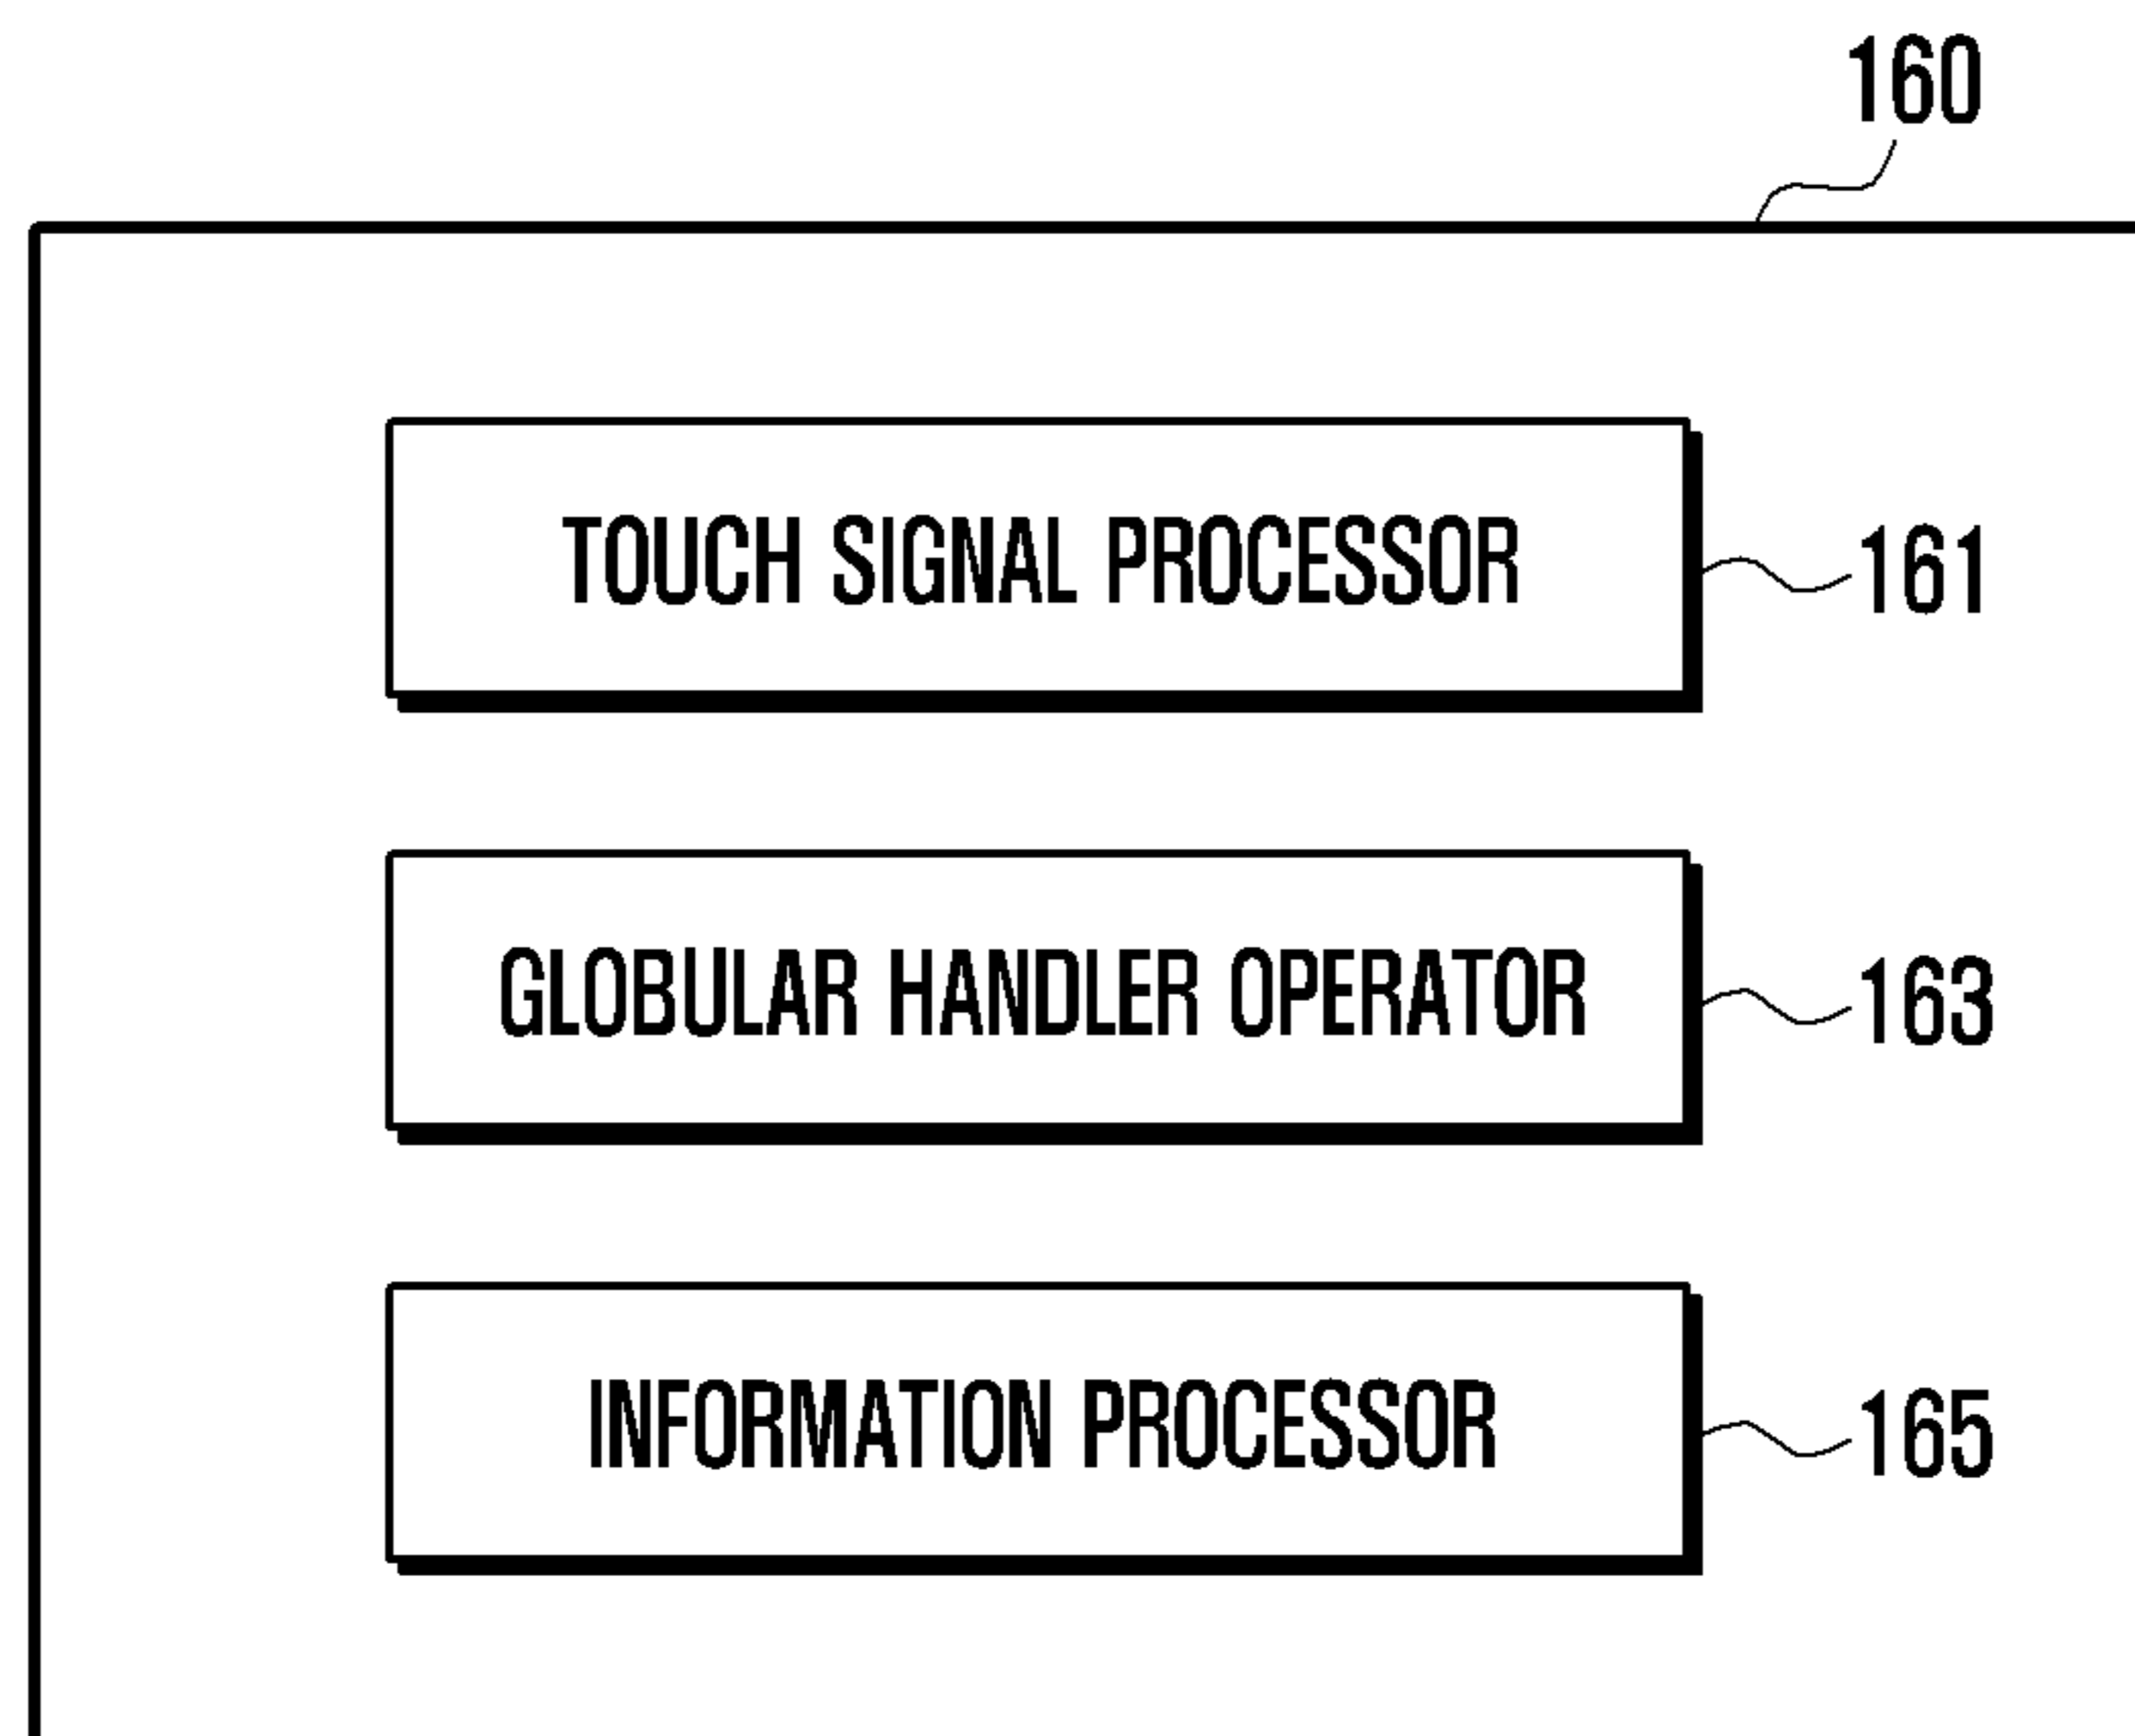 160
TOUCH SIGNAL PROCESSOR
161
GLOBULAR HANDLER OPERATOR
163
INFORMATION PROCESSOR
165